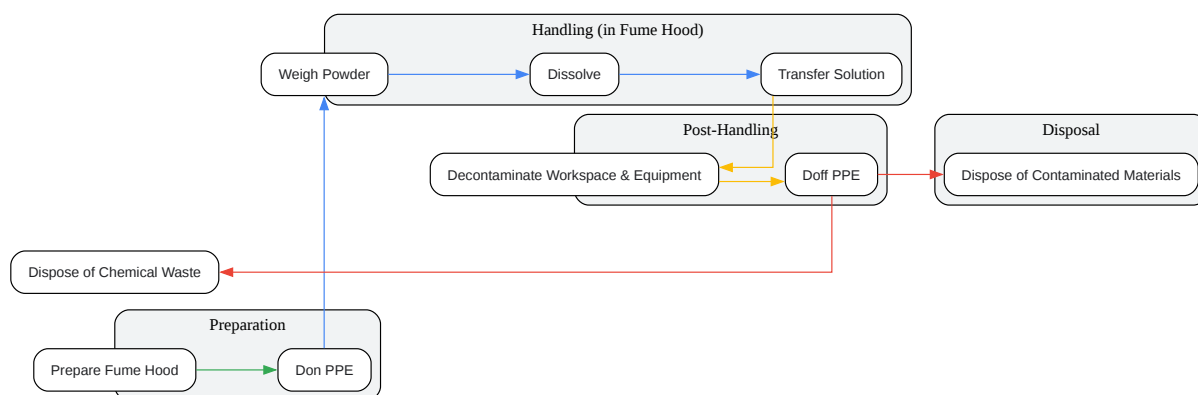 Handling (in Fume Hood)
Weigh Powder
Dissolve
Transfer Solution
Post-Handling
Disposal
Decontaminate Workspace & Equipment
Doff PPE
Dispose of Contaminated Materials
Dispose of Chemical Waste
Preparation
Prepare Fume Hood
Don PPE